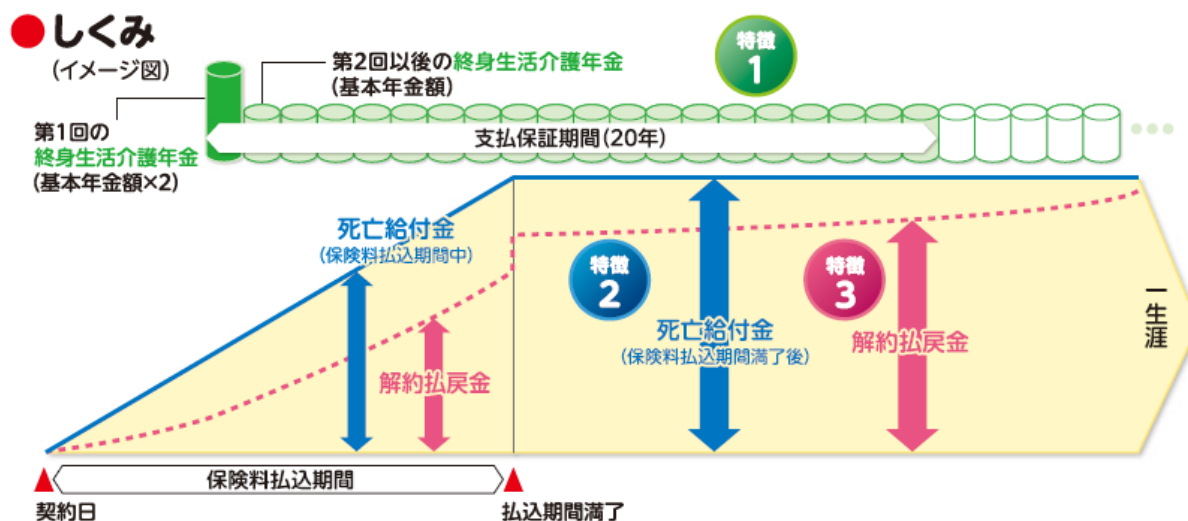 ●しくみ
(イメージ図)
第1回の
終身生活介護年金
(基本年金額×2)
第2回以後の終身生活介護年金
(基本年金額)
特徴
1
支払保証期間(20年)
死亡給付金
(保険料払込期間中)
解約払戻金
特徴
2
死亡給付金
(保険料払込期間満了後)
特徴
3
解約払戻金
一生涯
保険料払込期間
契約日
払込期間満了